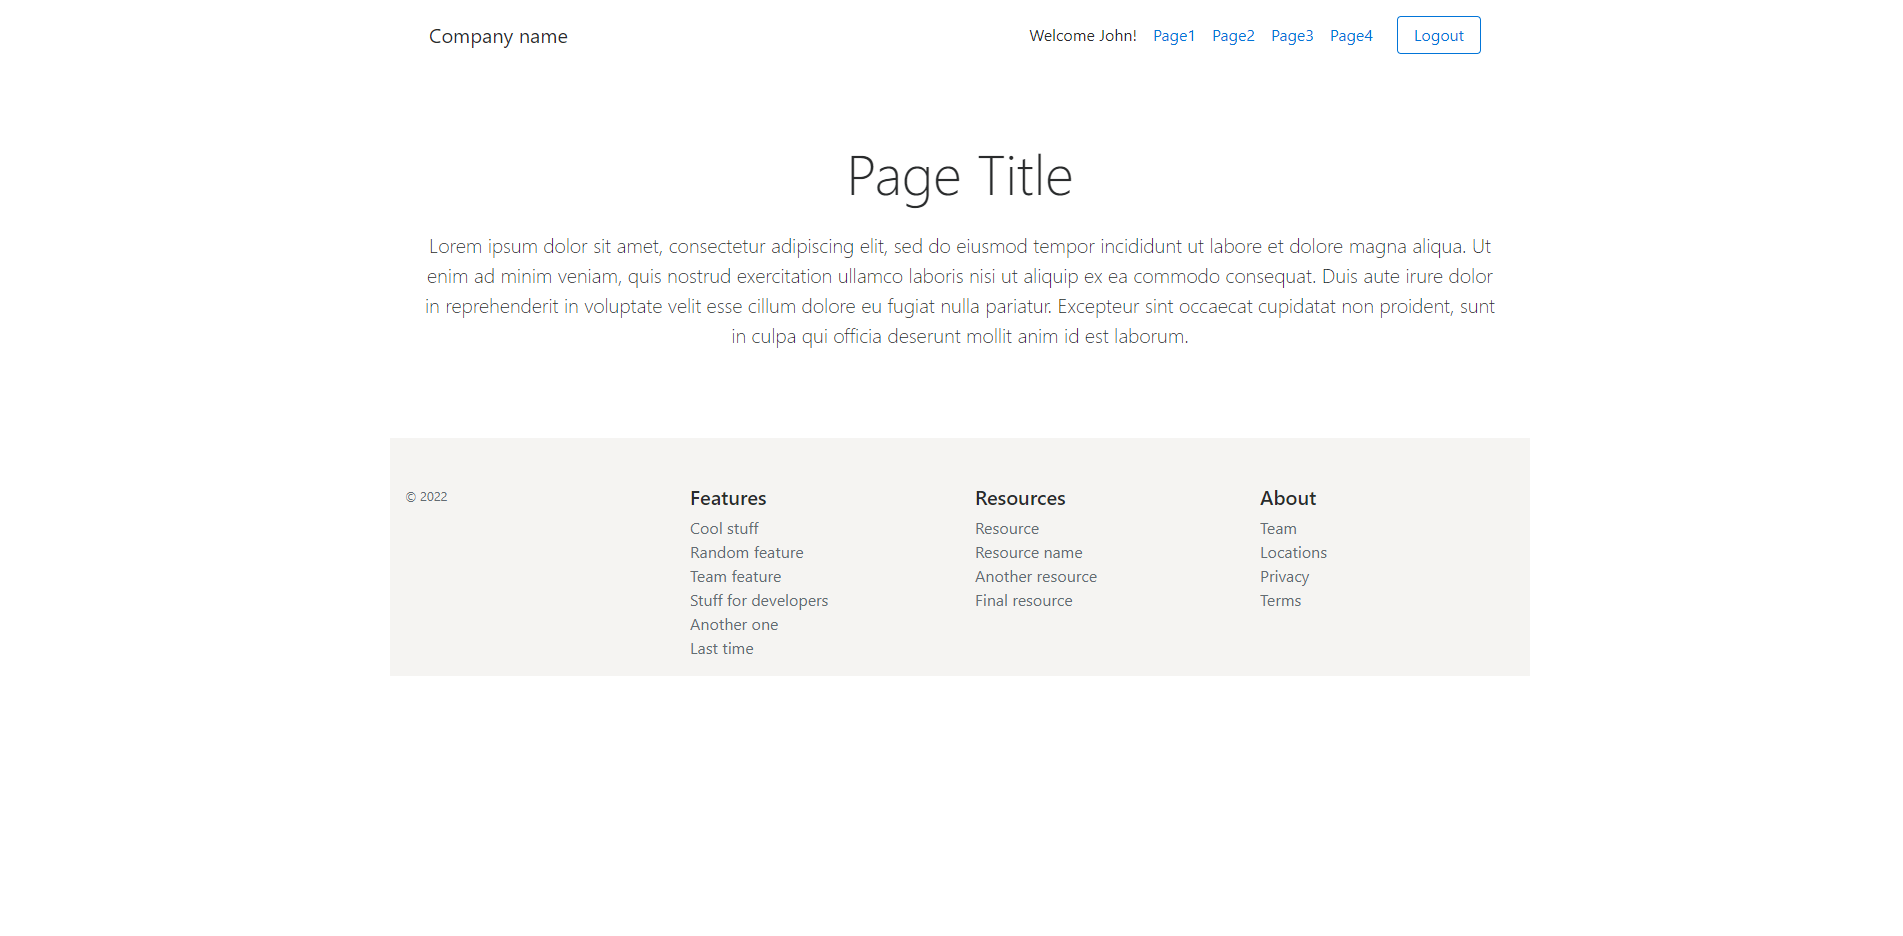 Company name
Welcome John! Page1 Page2 Page3 Page4 Logout
Page Title
Lorem ipsum dolor sit amet, consectetur adipiscing elit, sed do eiusmod tempor incididunt ut labore et dolore magna aliqua. Ut
enim ad minim veniam, quis nostrud exercitation ullamco laboris nisi ut aliquip ex ea commodo consequat. Duis aute irure dolor
in reprehenderit in voluptate velit esse cillum dolore eu fugiat nulla pariatur. Excepteur sint occaecat cupidatat non proident, sunt
in culpa qui officia deserunt mollit anim id est laborum.
© 2022
Features
Cool stuff
Random feature
Team feature
Stuff for developers
Another one
Last time
Resources
Resource
Resource name
Another resource
Final resource
About
Team
Locations
Privacy
Terms